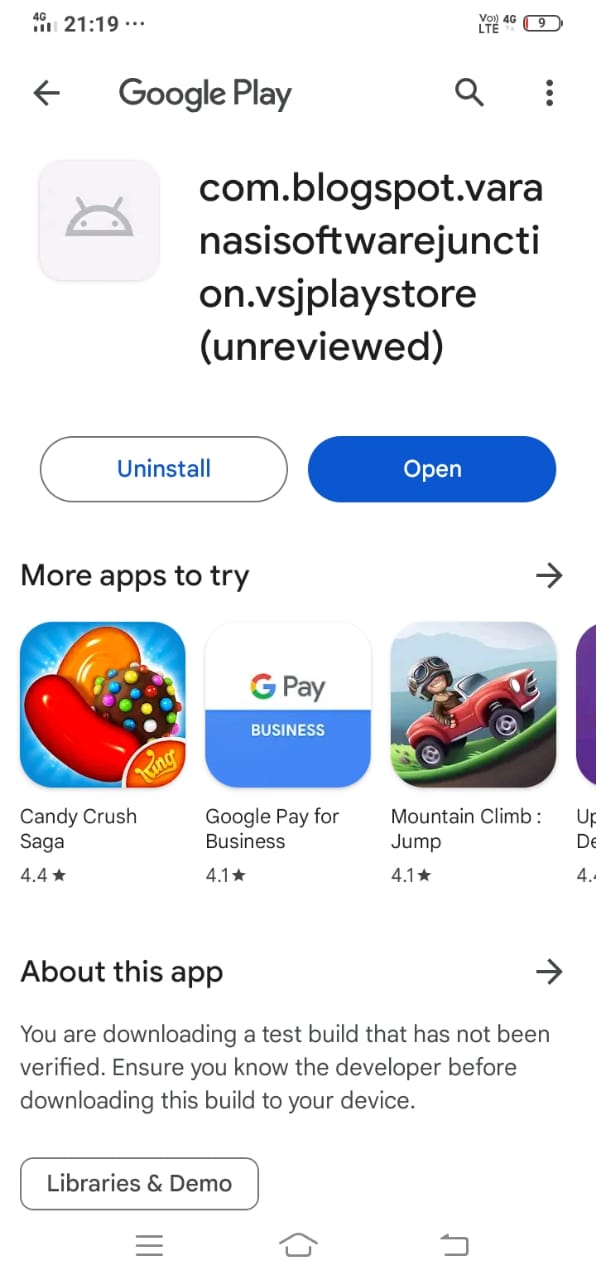 4G 21:19 ...
Vo)) 4G
LTE
9
Google Play
com.blogspot.vara
nasisoftwarejuncti
on.vsjplaystore
(unreviewed)
Uninstall
Open
More apps to try
King
G Pay
BUSINESS
Candy Crush
Saga
4.4 ★
Google Pay for
Business
4.1 ★
Mountain Climb :
Jump
4.1 ★
Up
De
4.
About this app
You are downloading a test build that has not been
verified. Ensure you know the developer before
downloading this build to your device.
Libraries & Demo